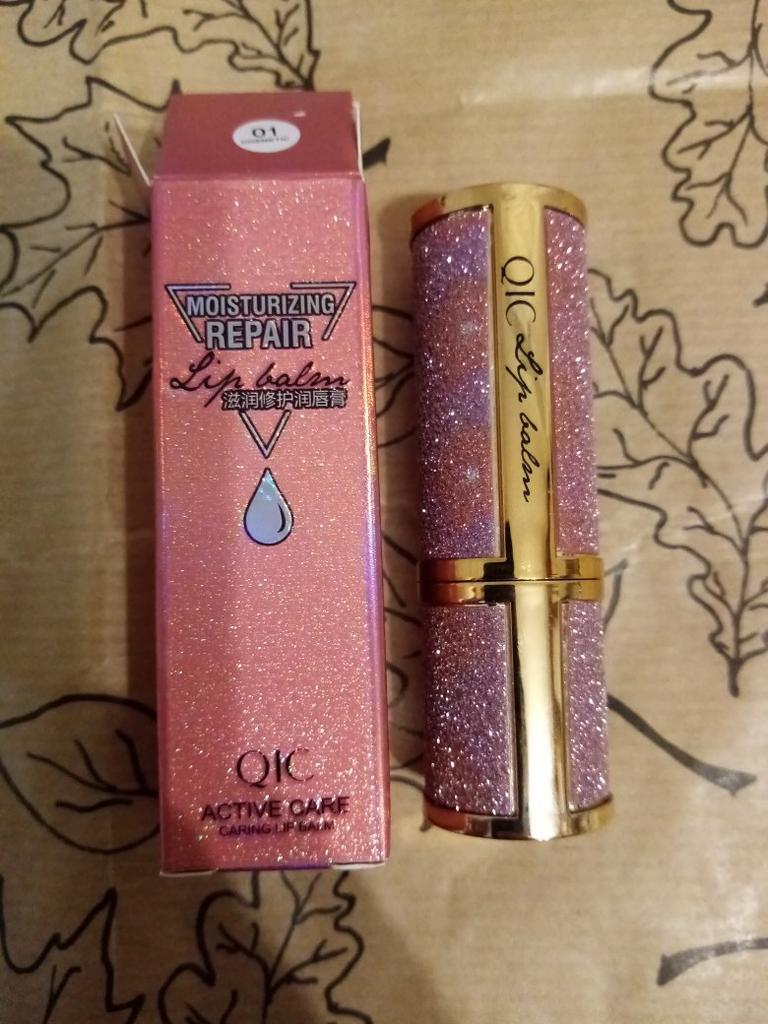 01
COSMETIC
MOISTURIZING
REPAIR
Lip balm
滋润修护润唇膏
QIC
ACTIVE CARE
CARING LIP BALM
QIC Lip balm